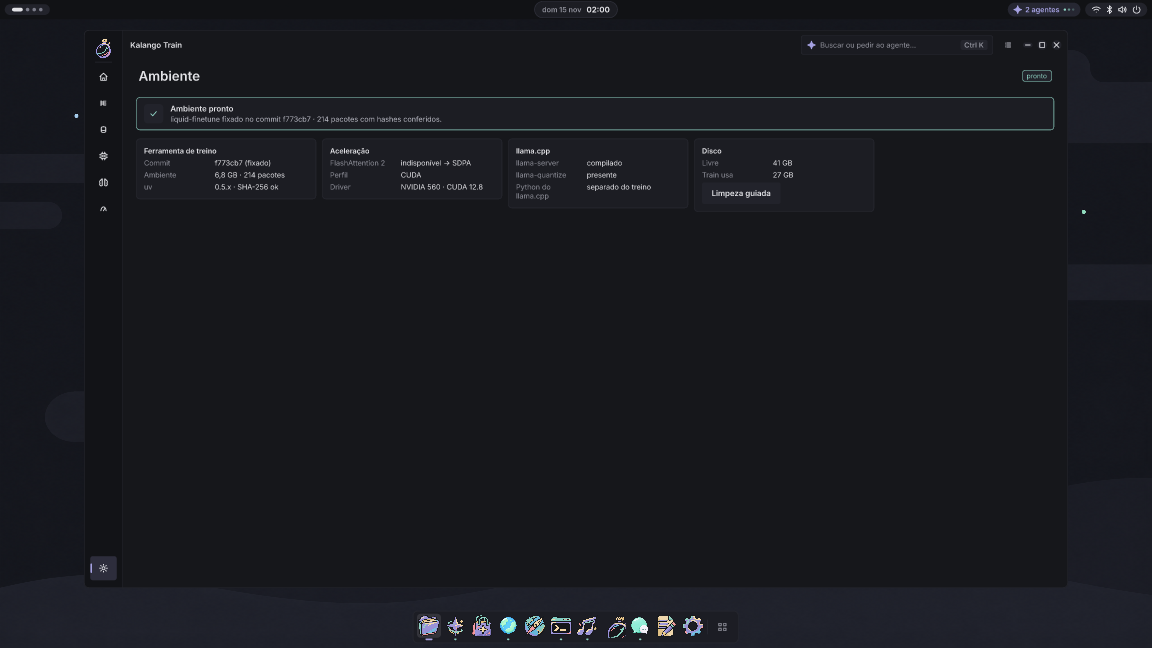 dom 15 nov 02:00
2 agentes
Kalango Train
Buscar ou pedir ao agente...
Ctrl K
Ambiente
pronto
Ambiente pronto
liquid-finetune fixado no commit f773cb7 · 214 pacotes com hashes conferidos.
Ferramenta de treino
Commit f773cb7 (fixado)
Ambiente 6,8 GB · 214 pacotes
uv 0.5.x · SHA-256 ok
Aceleração
FlashAttention 2 indisponível → SDPA
Perfil CUDA
Driver NVIDIA 560 · CUDA 12.8
llama.cpp
llama-server compilado
llama-quantize presente
Python do llama.cpp separado do treino
Disco
Livre 41 GB
Train usa 27 GB
Limpeza guiada